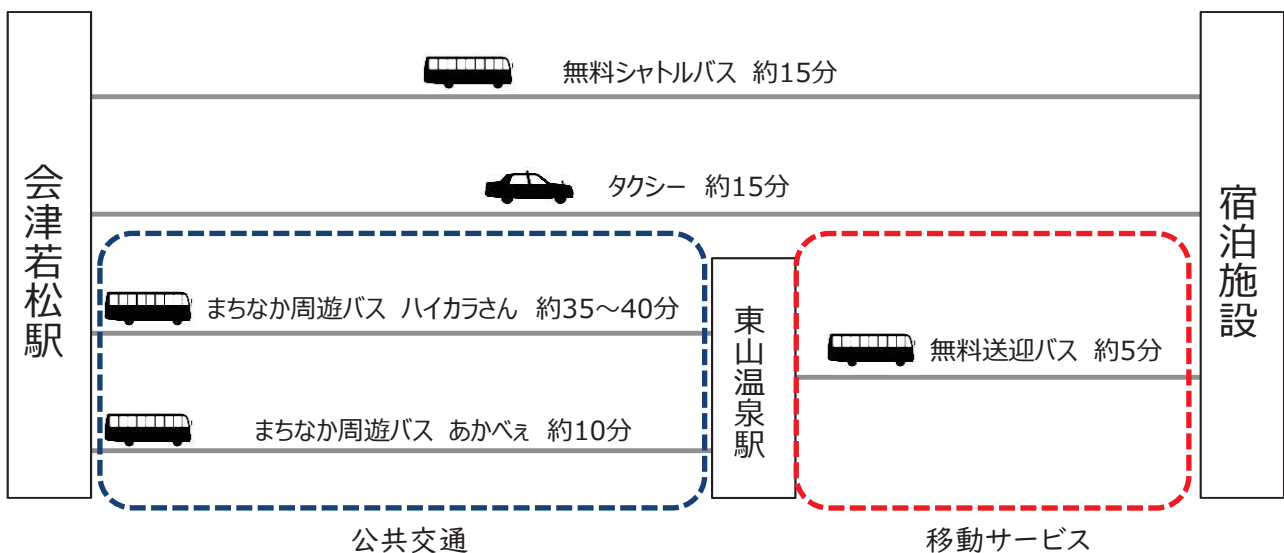 会津若松駅
無料シャトルバス 約15分
タクシー 約15分
まちなか周遊バス ハイカラさん 約35~40分
まちなか周遊バス あかべぇ 約10分
東山温泉駅
無料送迎バス 約5分
宿泊施設
公共交通
移動サービス